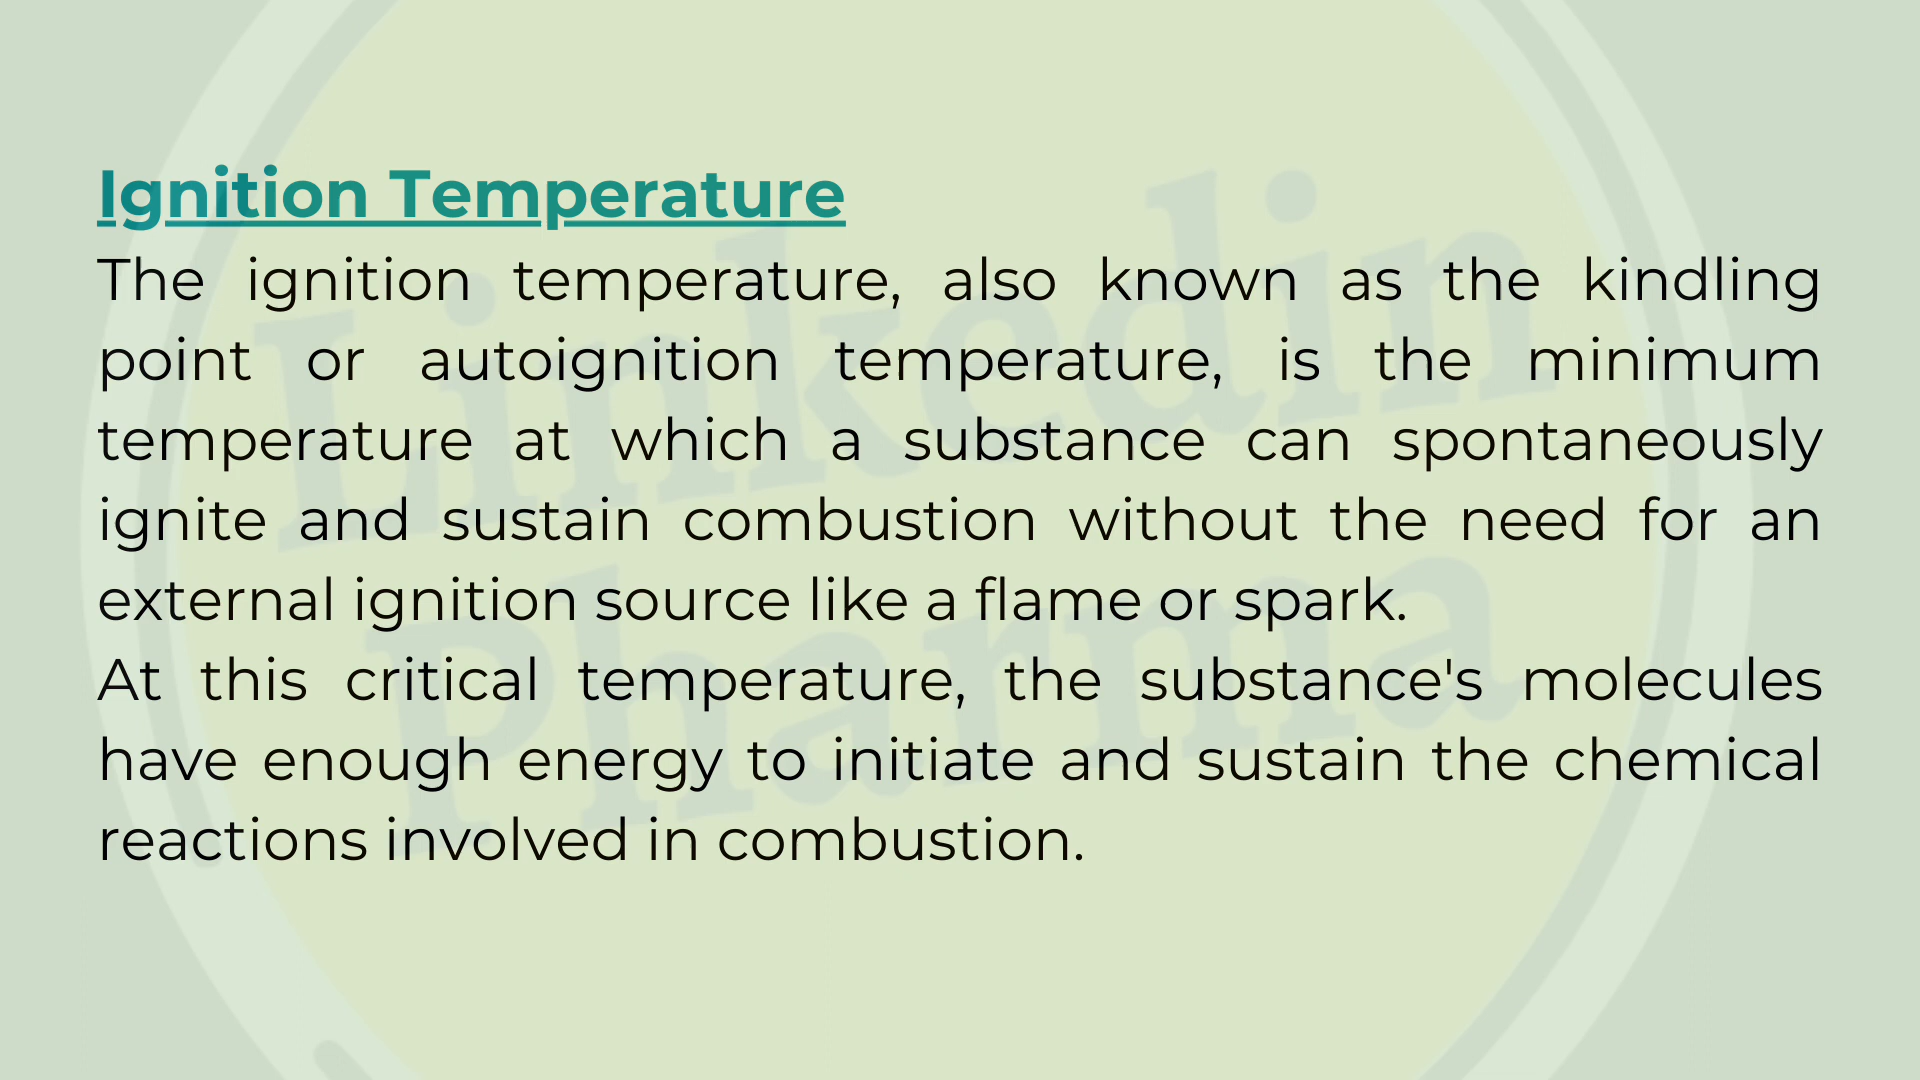 Ignition Temperature
The ignition temperature, also known as the kindling
point or autoignition temperature, is the minimum
temperature at which a substance can spontaneously
ignite and sustain combustion without the need for an
external ignition source like a flame or spark.
At this critical temperature, the substance's molecules
have enough energy to initiate and sustain the chemical
reactions involved in combustion.
Linkedin
Pharma